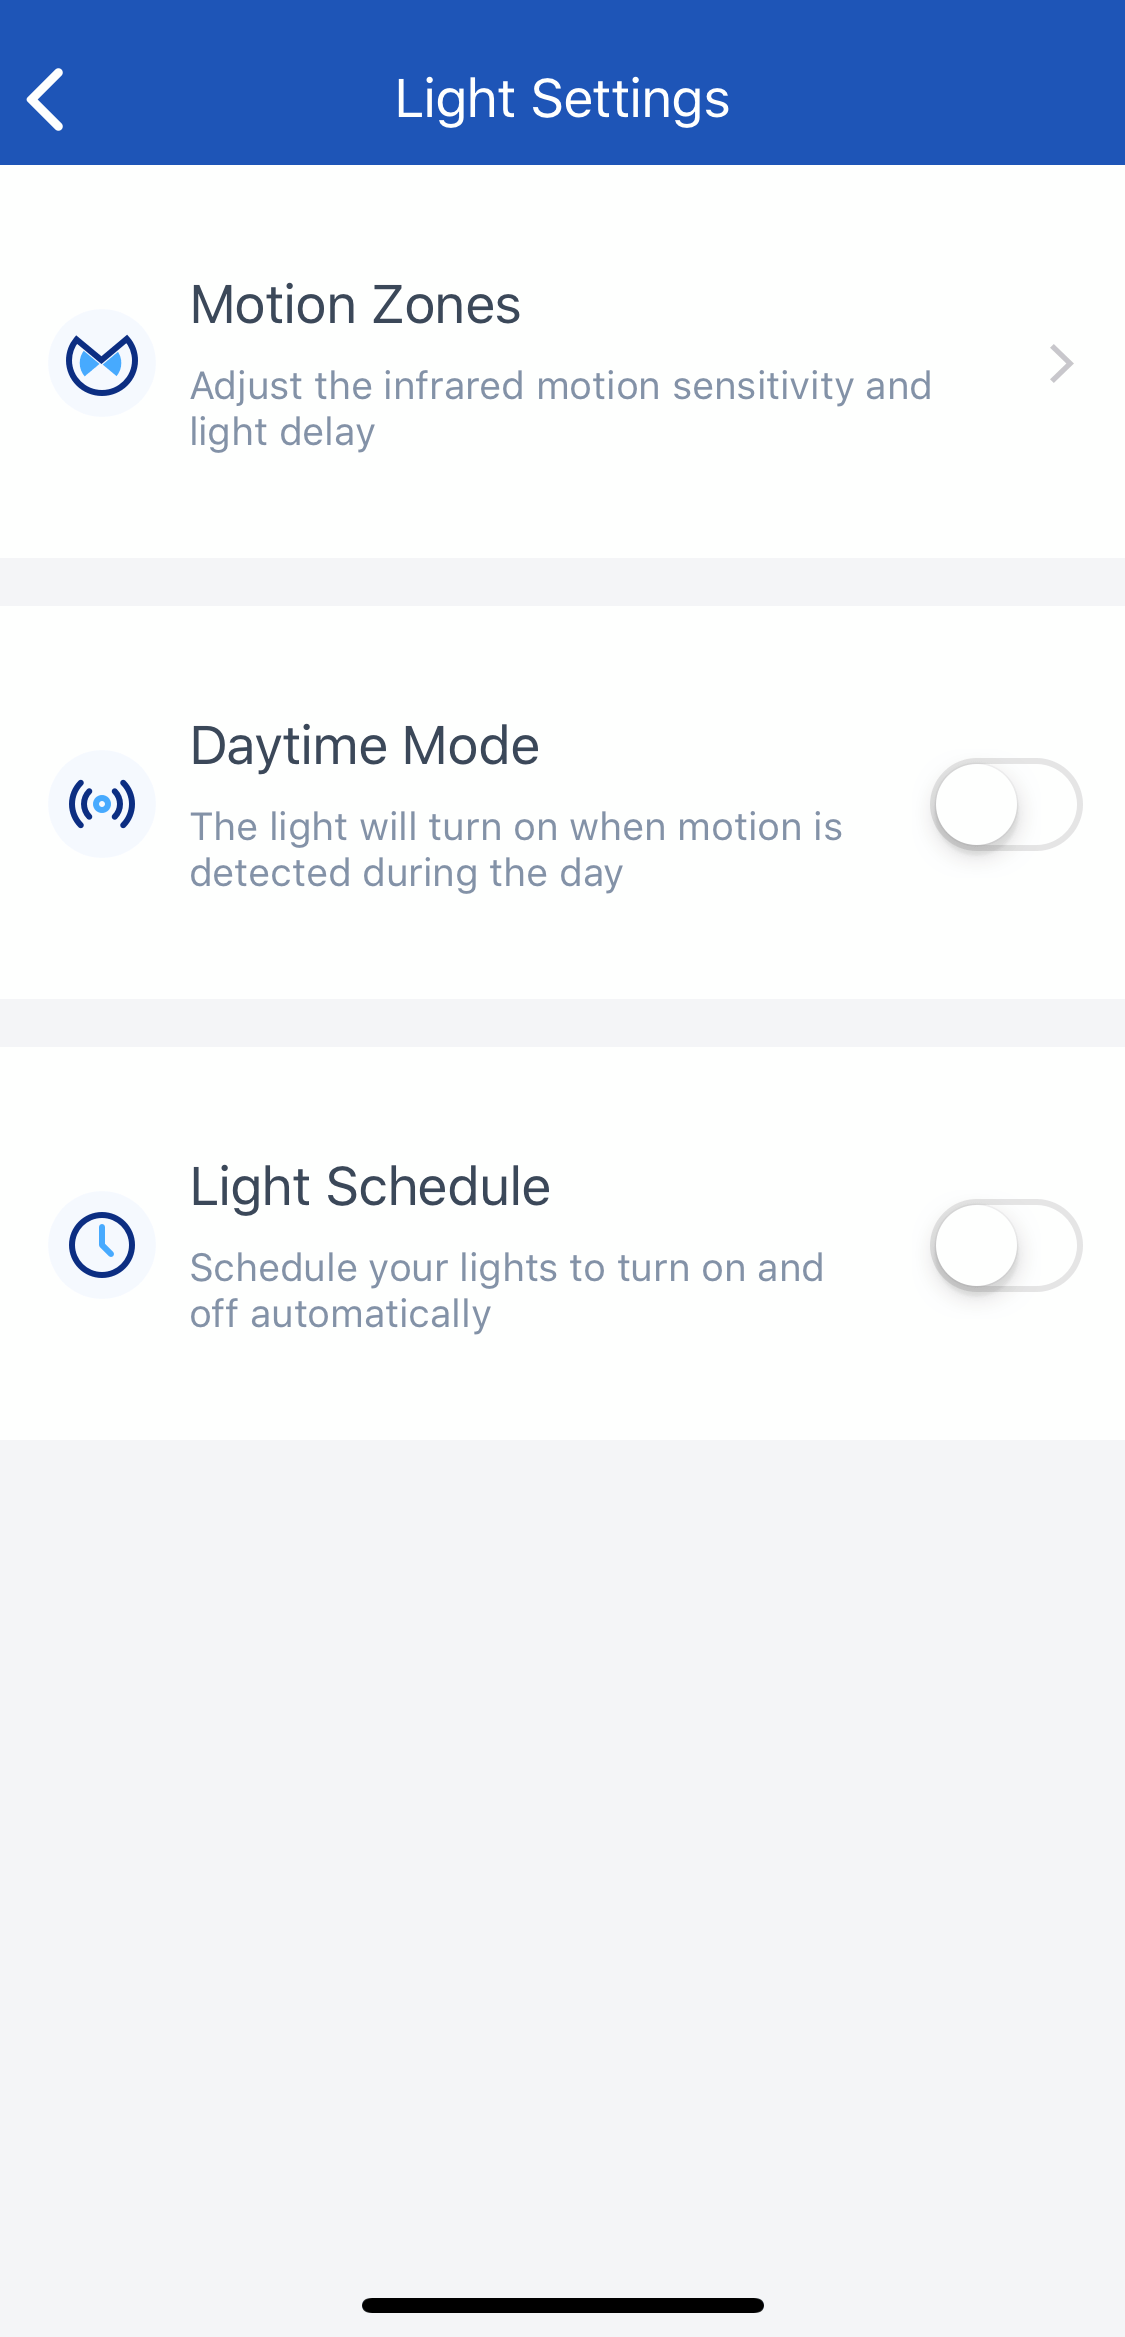 Light Settings
Motion Zones
Adjust the infrared motion sensitivity and
light delay
Daytime Mode
The light will turn on when motion is
detected during the day
Light Schedule
Schedule your lights to turn on and
off automatically